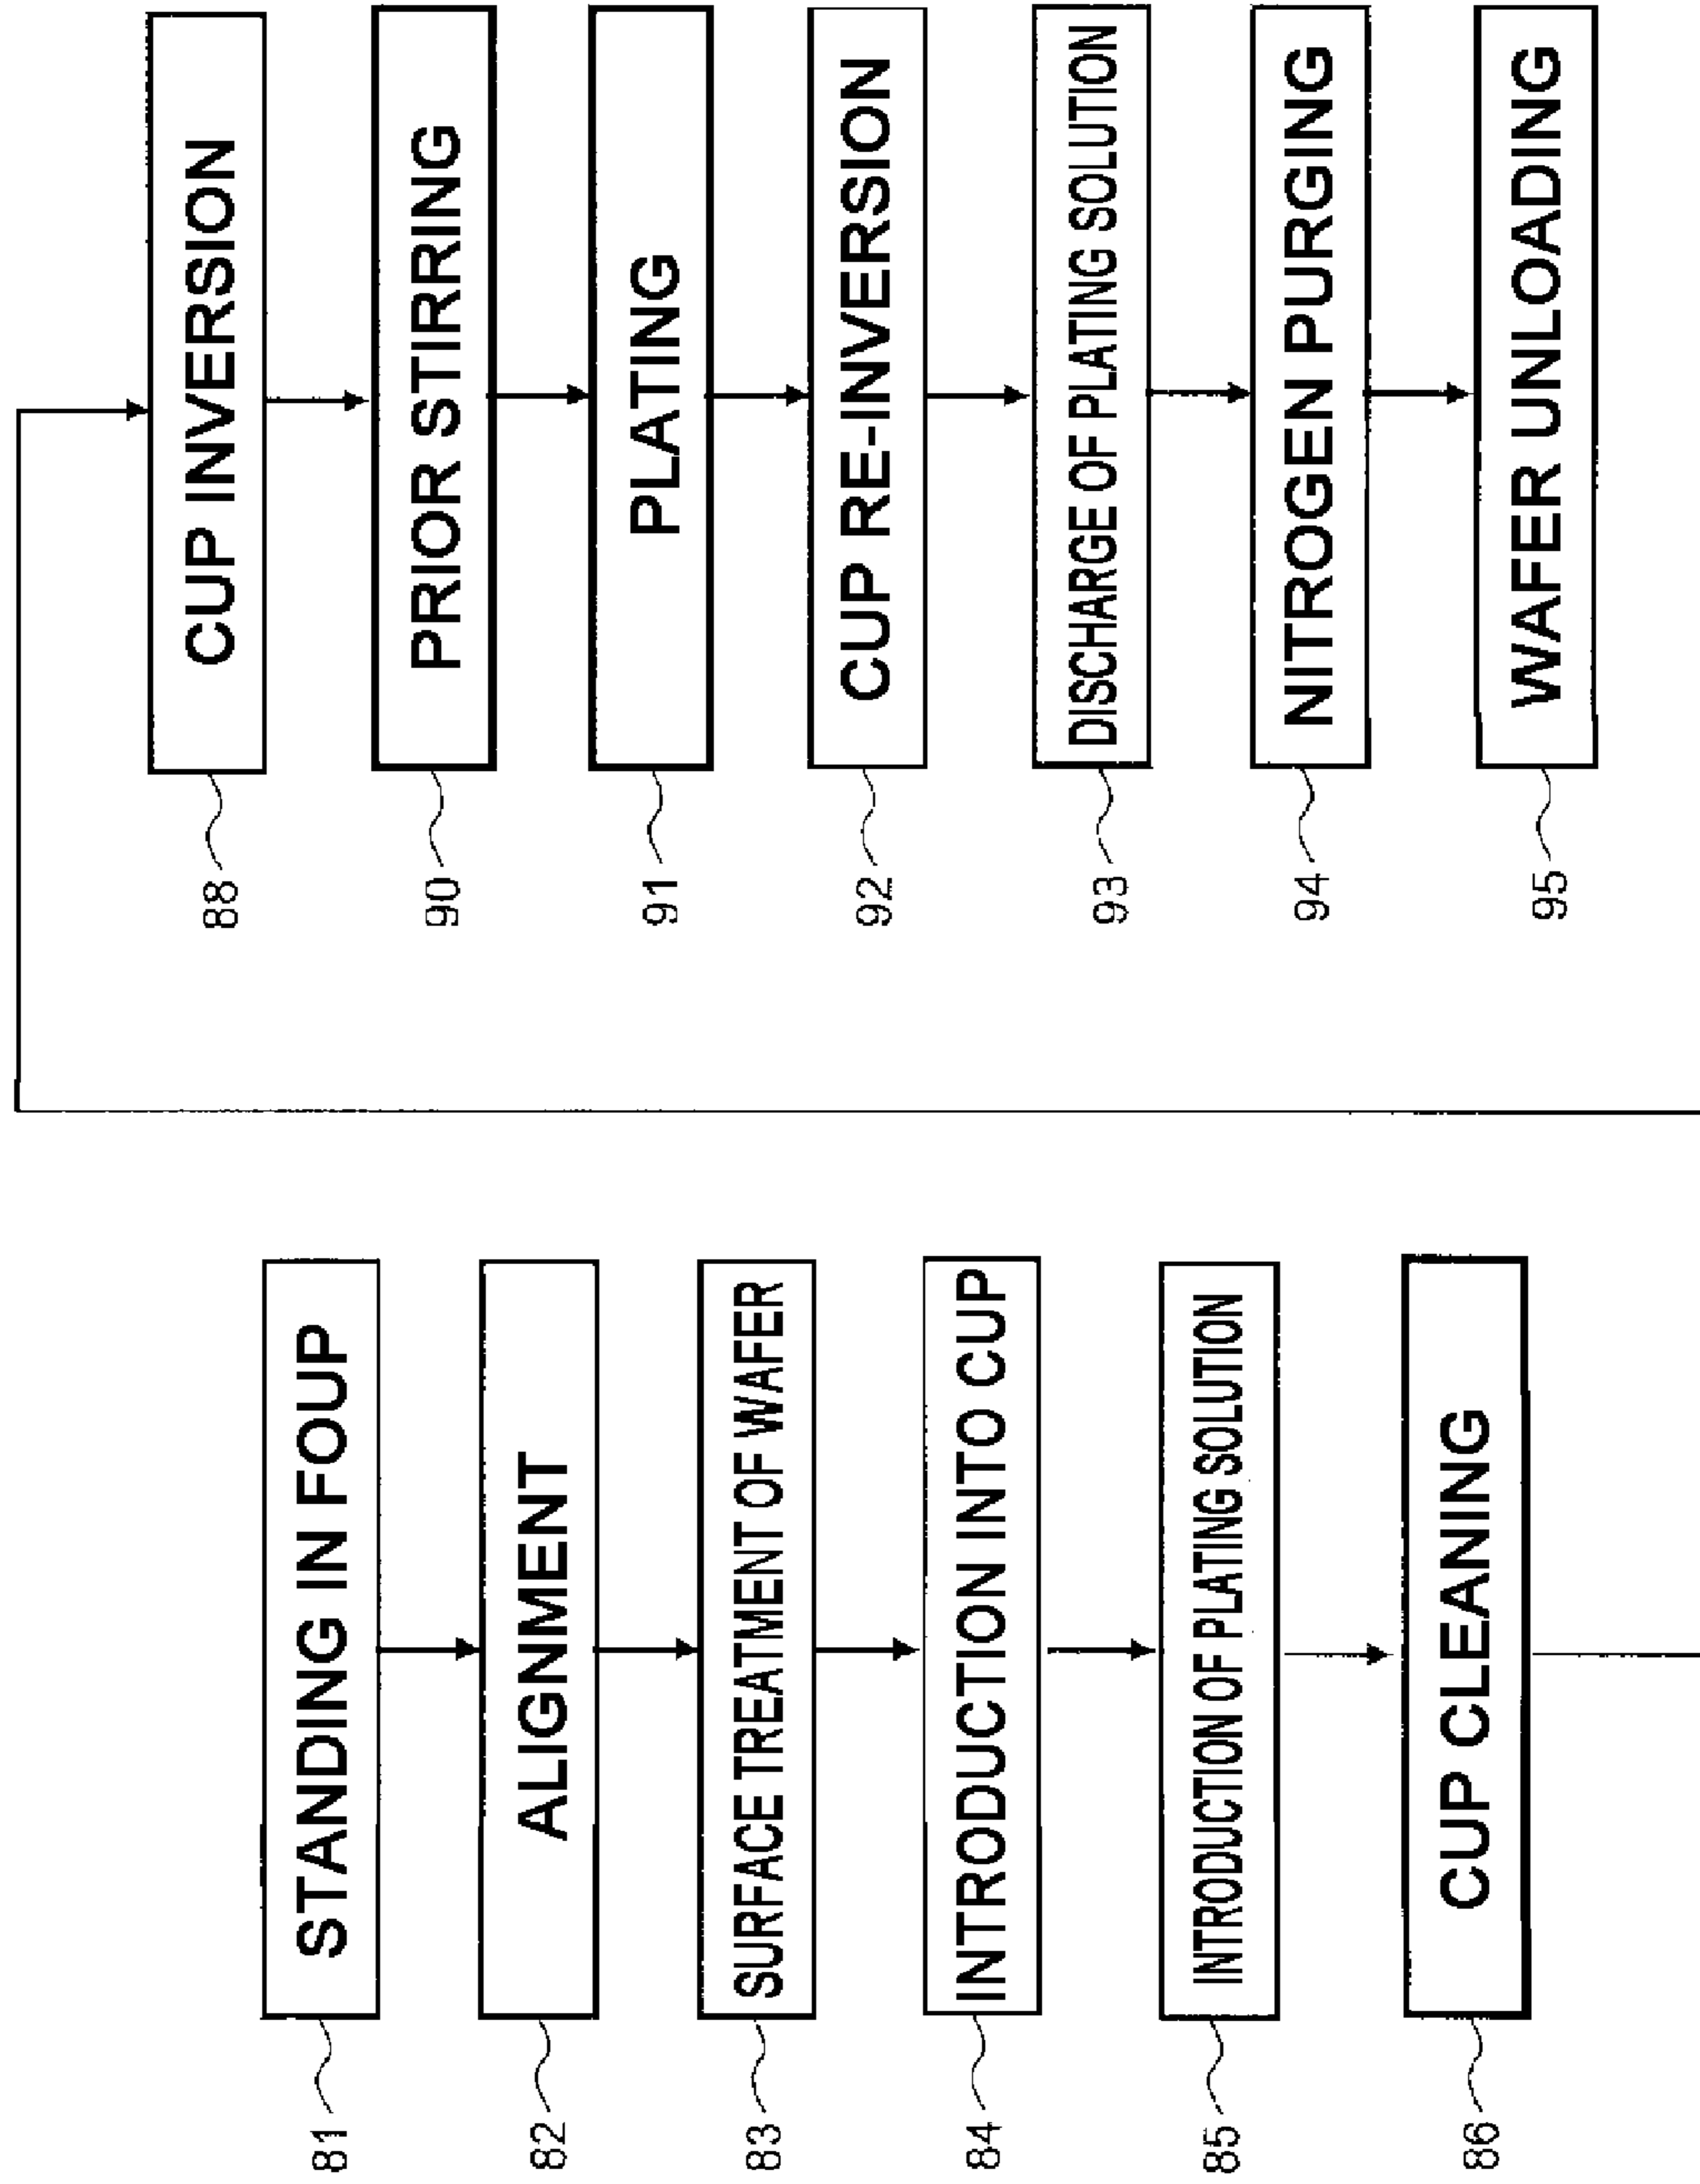 81
STANDING IN FOUP
82
ALIGNMENT
83
SURFACE TREATMENT OF WAFER
84
INTRODUCTION INTO CUP
85
INTRODUCTION OF PLATING SOLUTION
86
CUP CLEANING
88
CUP INVERSION
90
PRIOR STIRRING
91
PLATING
92
CUP RE-INVERSION
93
DISCHARGE OF PLATING SOLUTION
94
NITROGEN PURGING
95
WAFER UNLOADING